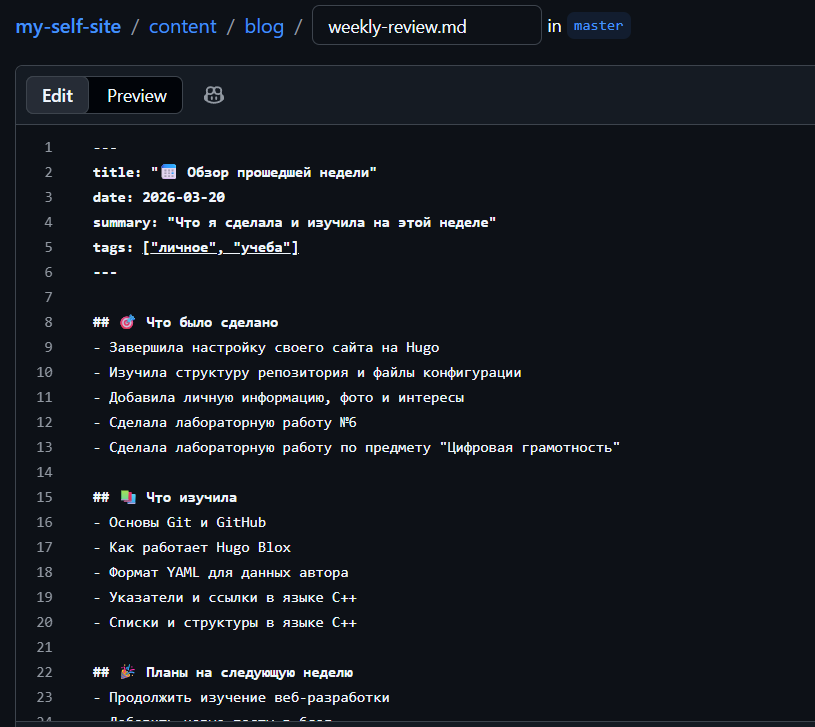 my-self-site / content / blog / weekly-review.md in master
Edit Preview
1 ---
2 title: "🗓️ Обзор прошедшей недели"
3 date: 2026-03-20
4 summary: "Что я сделала и изучила на этой неделе"
5 tags: ["личное", "учеба"]
6 ---
7
8 ## 🎯 Что было сделано
9 - Завершила настройку своего сайта на Hugo
10 - Изучила структуру репозитория и файлы конфигурации
11 - Добавила личную информацию, фото и интересы
12 - Сделала лабораторную работу №6
13 - Сделала лабораторную работу по предмету "Цифровая грамотность"
14
15 ## 📚 Что изучила
16 - Основы Git и GitHub
17 - Как работает Hugo Blox
18 - Формат YAML для данных автора
19 - Указатели и ссылки в языке C++
20 - Списки и структуры в языке C++
21
22 ## 🎉 Планы на следующую неделю
23 - Продолжить изучение веб-разработки
24